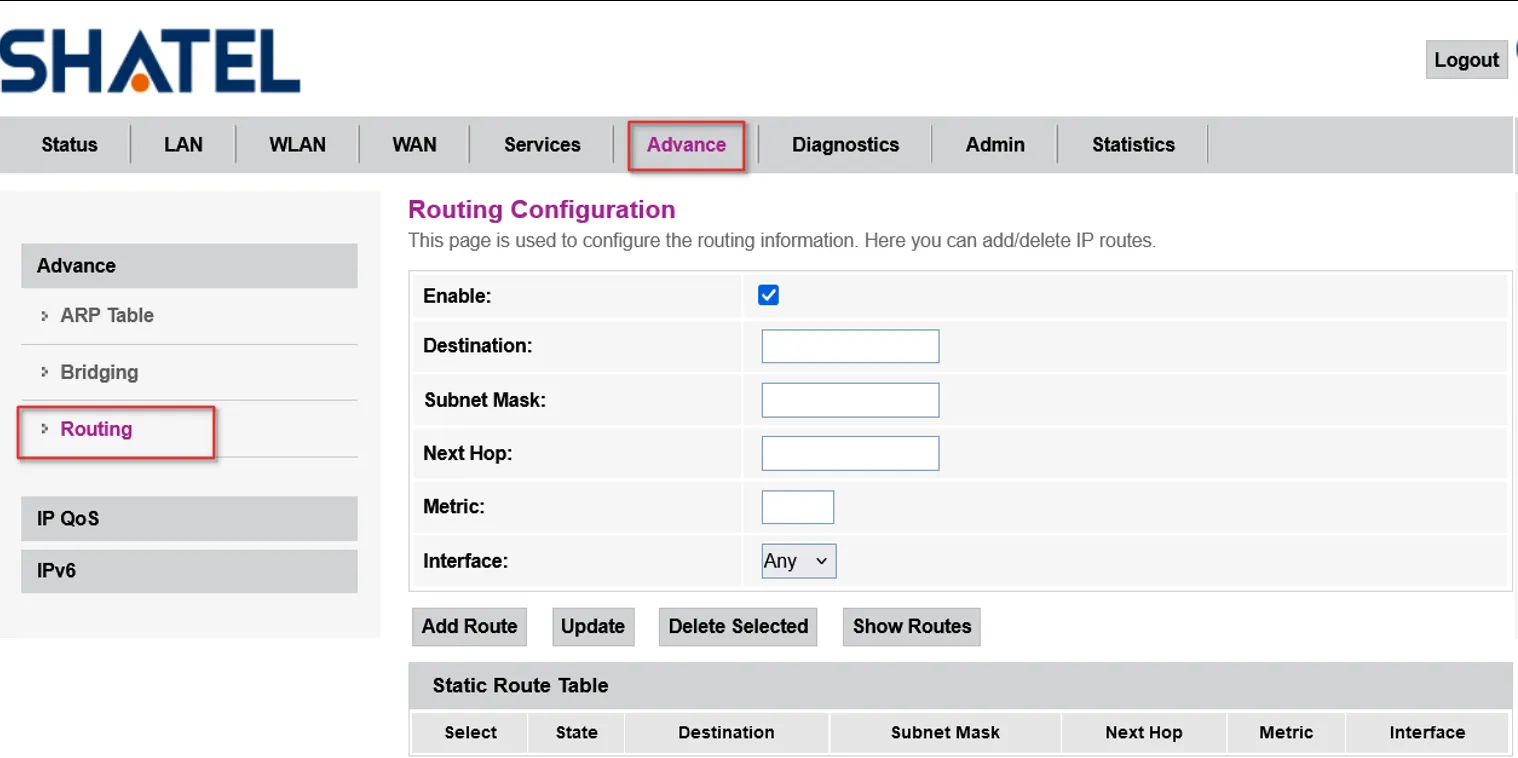 SHATEL
Logout
Status LAN WLAN WAN Services Advance Diagnostics Admin Statistics
Advance
ARP Table
Bridging
Routing
IP QoS
IPv6
Routing Configuration
This page is used to configure the routing information. Here you can add/delete IP routes.
Enable:
Destination:
Subnet Mask:
Next Hop:
Metric:
Interface: Any
Add Route Update Delete Selected Show Routes
Static Route Table
Select State Destination Subnet Mask Next Hop Metric Interface